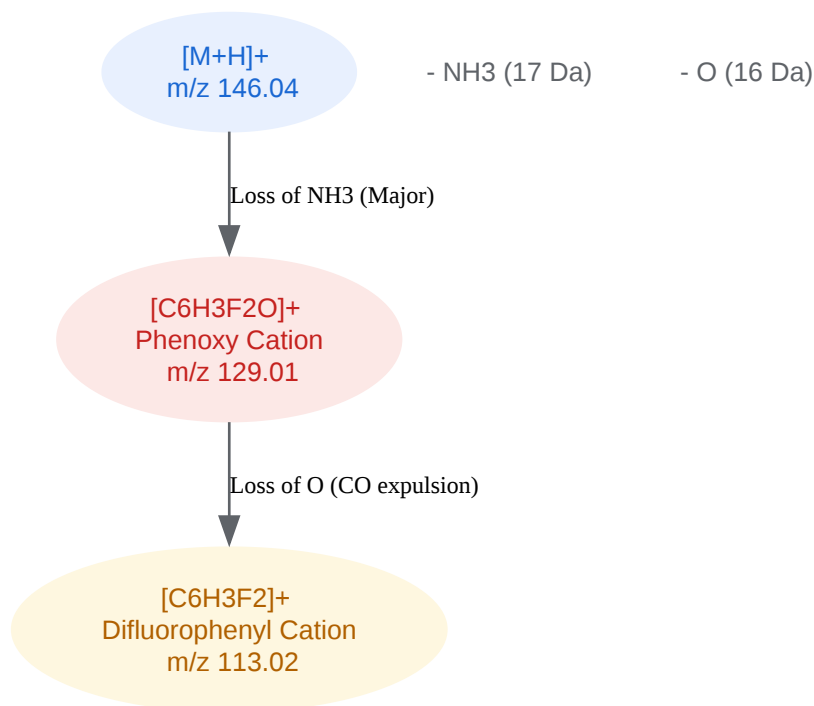 [M+H]+
m/z 146.04
- NH3 (17 Da)
- O (16 Da)
Loss of NH3 (Major)
[C6H3F2O]+
Phenoxy Cation
m/z 129.01
Loss of O (CO expulsion)
[C6H3F2]+
Difluorophenyl Cation
m/z 113.02